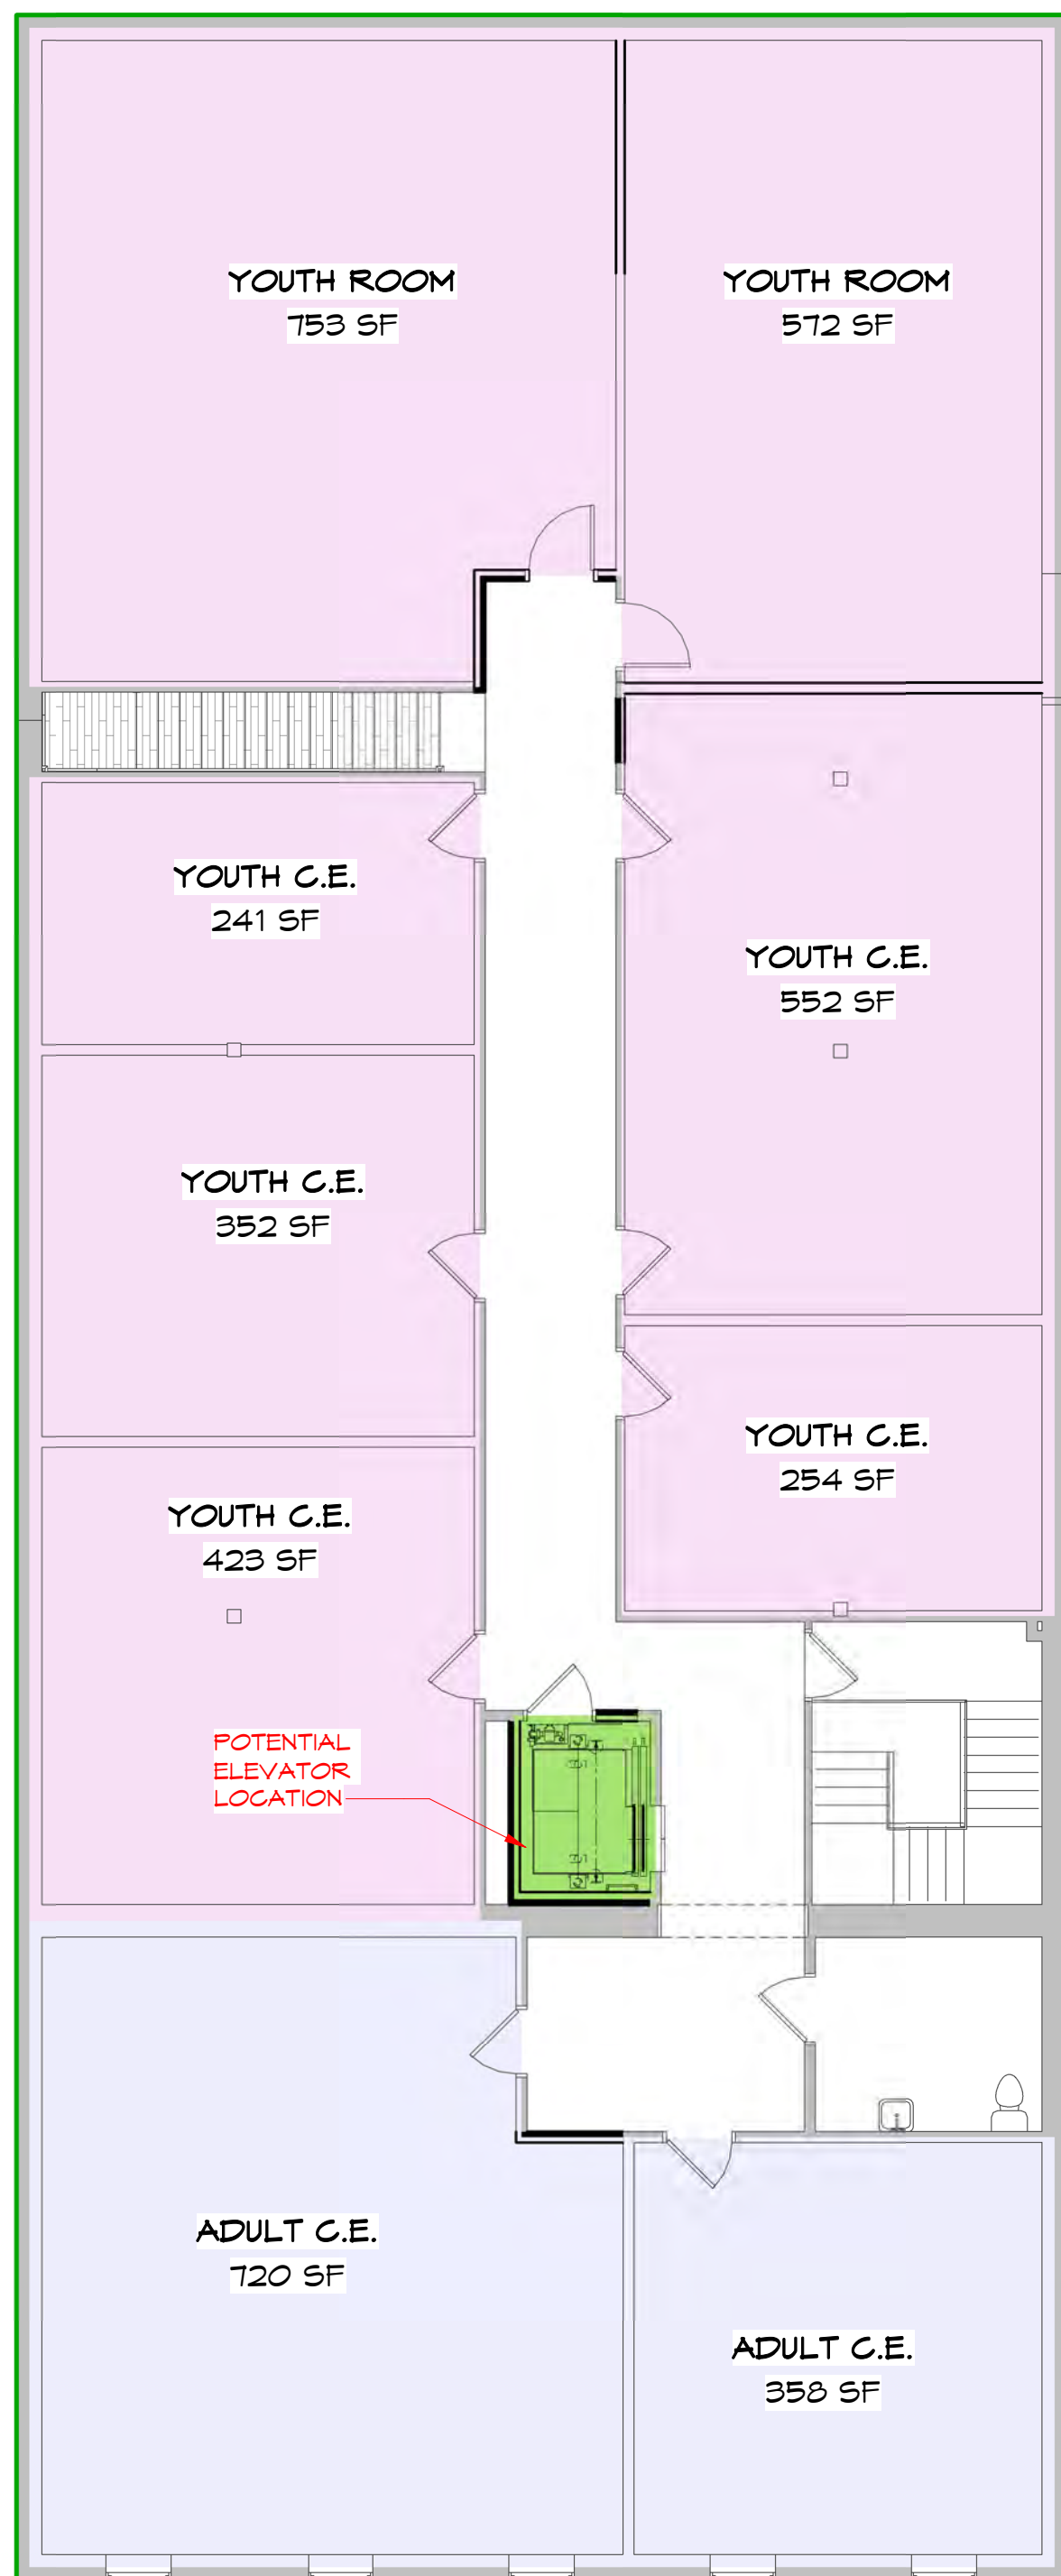 YOUTH ROOM
753 SF
YOUTH ROOM
572 SF
YOUTH C.E.
241 SF
YOUTH C.E.
552 SF
YOUTH C.E.
352 SF
YOUTH C.E.
254 SF
YOUTH C.E.
423 SF
POTENTIAL
ELEVATOR
LOCATION
ADULT C.E.
720 SF
ADULT C.E.
358 SF